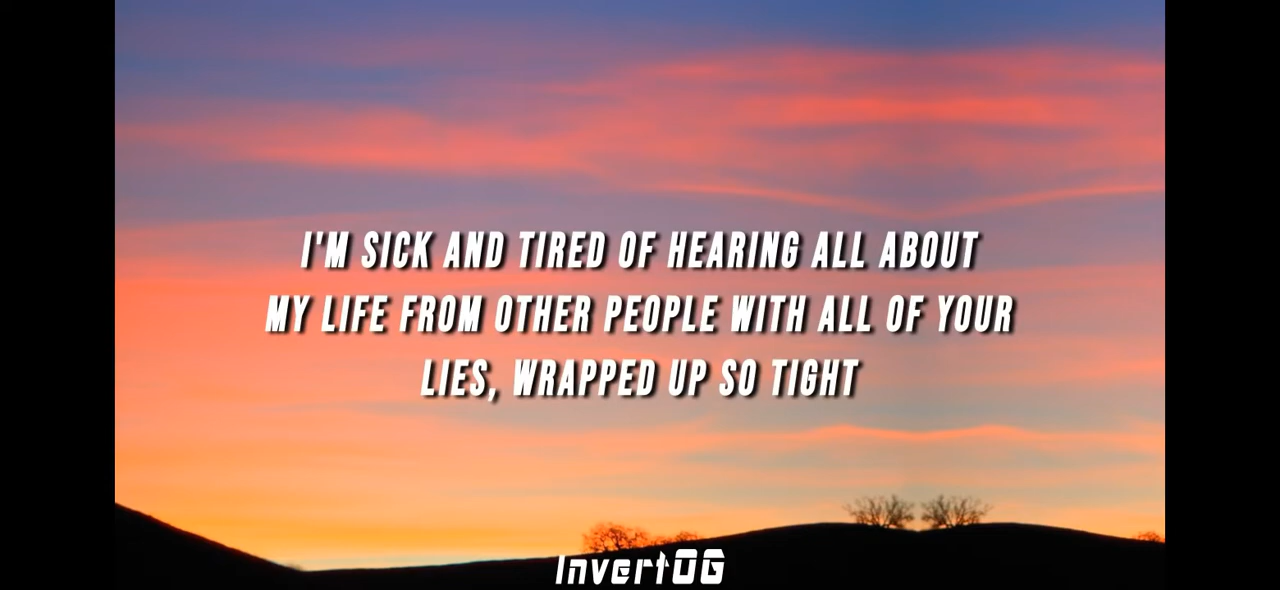 I'M SICK AND TIRED OF HEARING ALL ABOUT
MY LIFE FROM OTHER PEOPLE WITH ALL OF YOUR
LIES, WRAPPED UP SO TIGHT
InvertOG